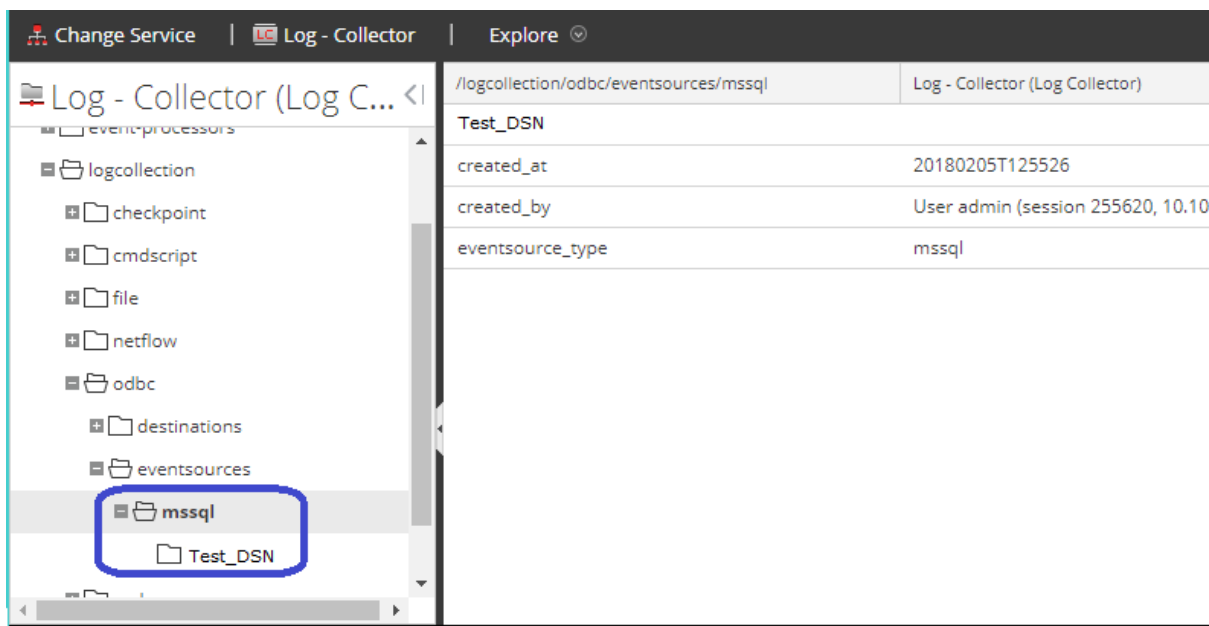 Change Service | LC Log - Collector | Explore
Log - Collector (Log C...
event-processors
logcollection
checkpoint
cmdscript
file
netflow
odbc
destinations
eventsources
mssql
Test_DSN
/logcollection/odbc/eventsources/mssql Log - Collector (Log Collector)
Test_DSN
created_at 20180205T125526
created_by User admin (session 255620, 10.10
eventsource_type mssql